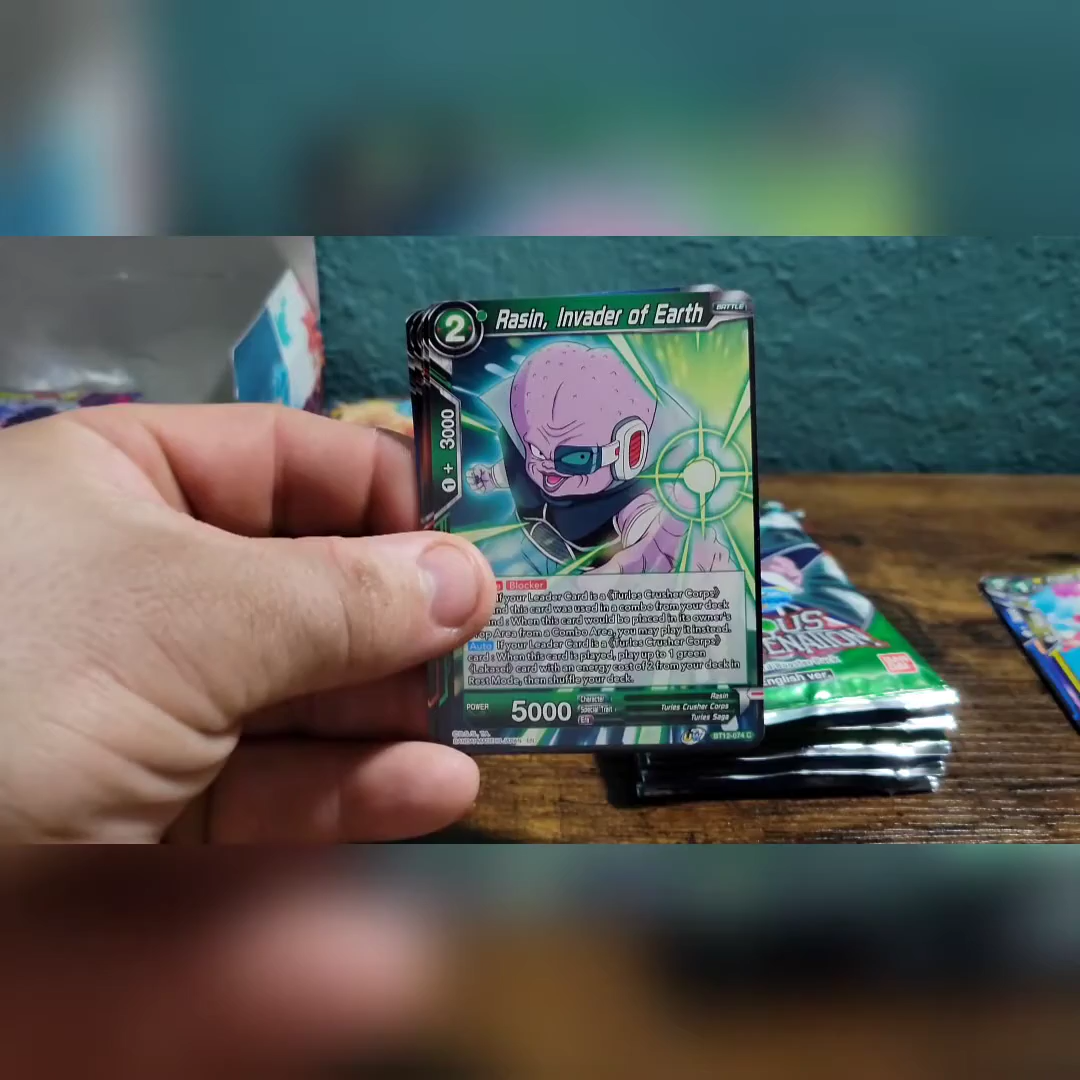 BATTLE
2 Rasin, Invader of Earth
1 + 3000
Blocker
If your Leader Card is a 《Turles Crusher Corps》
and this card was used in a combo from your deck
: When this card would be placed in its owner's
Drop Area from a Combo Area, you may play it instead.
Auto If your Leader Card is a 《Turles Crusher Corps》
card : When this card is played, play up to 1 green
《Lakasei》 card with an energy cost of 2 from your deck in
Rest Mode, then shuffle your deck.
POWER 5000
Character Rasin
Special Trait Turles Crusher Corps
Era Turles Saga
BT12-074 C
English ver.
BAN
DAI